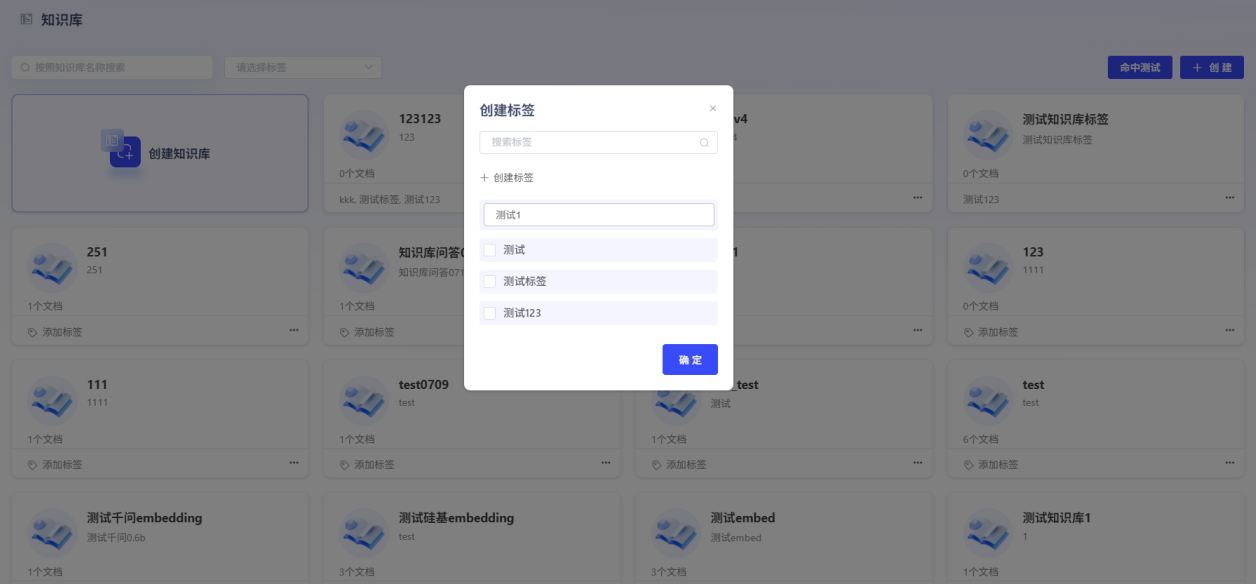 知识库
按照知识库名称搜索
请选择标签
命中测试
+ 创 建
创建知识库
123123
123
0个文档
kkk, 测试标签, 测试123
v4
测试知识库标签
测试知识库标签
0个文档
测试123
创建标签
搜索标签
+ 创建标签
测试1
测试
测试标签
测试123
确 定
251
251
1个文档
添加标签
知识库问答0
知识库问答071
1个文档
添加标签
1
123
1111
0个文档
添加标签
111
1111
1个文档
添加标签
test0709
test
1个文档
添加标签
_test
测试
1个文档
添加标签
test
test
6个文档
添加标签
测试千问embedding
测试千问0.6b
1个文档
测试硅基embedding
test
3个文档
测试embed
测试embed
3个文档
测试知识库1
1
1个文档